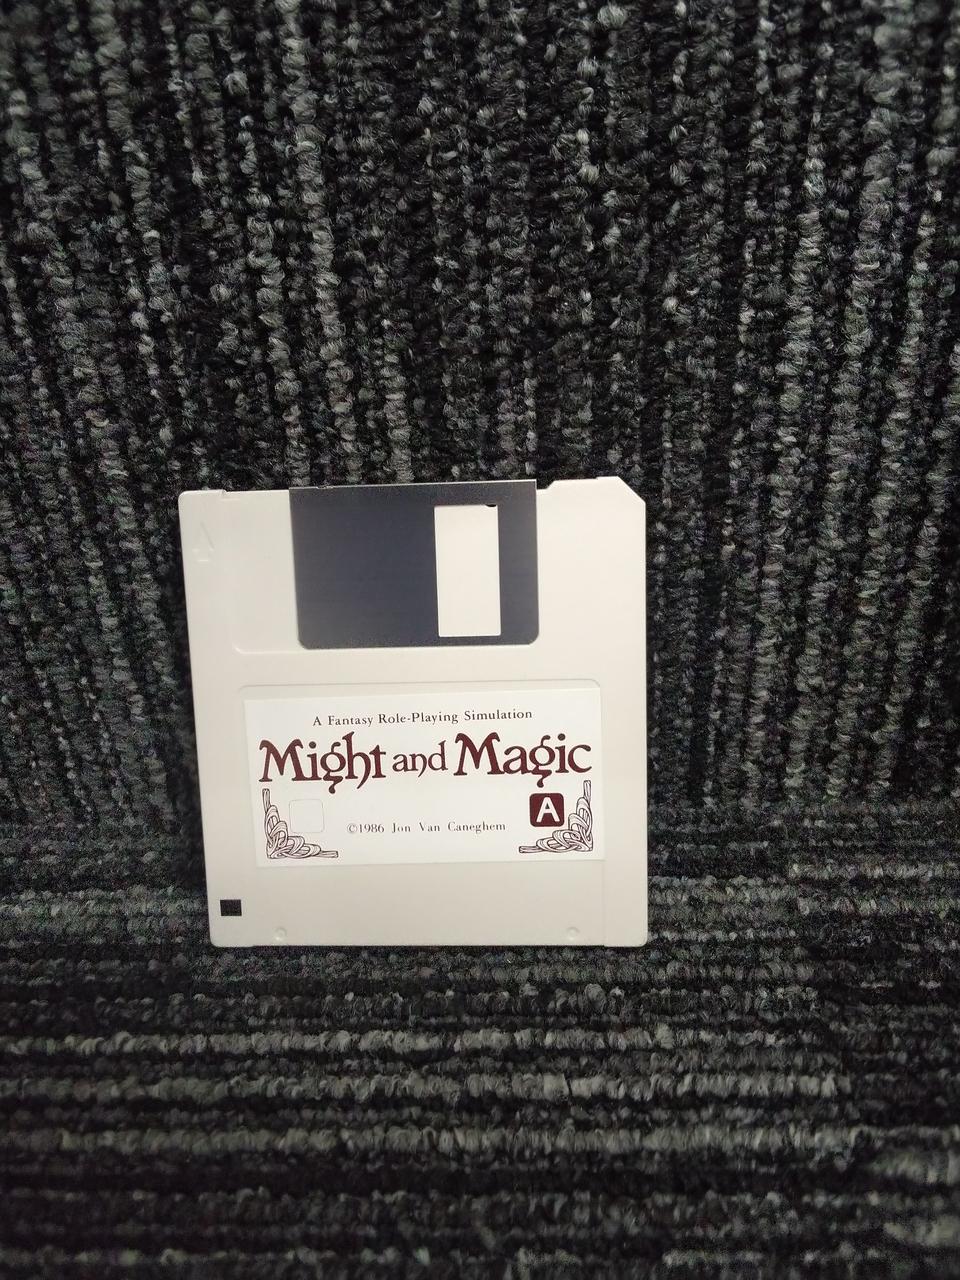 A Fantasy Role-Playing Simulation
Might and Magic
A
©1986 Jon Van Caneghem